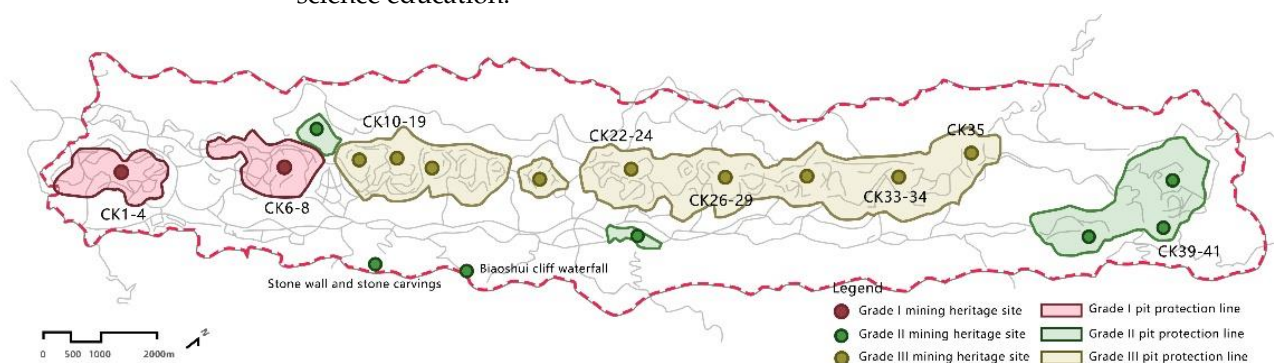 science education.
CK10-19
CK22-24
CK35
CK1-4
CK6-8
CK26-29
CK33-34
CK39-41
Stone wall and stone carvings
Biaoshui cliff waterfall
Legend
Grade I mining heritage site
Grade I pit protection line
Grade II mining heritage site
Grade II pit protection line
Grade III mining heritage site
Grade III pit protection line
0 500 1000 2000m
N